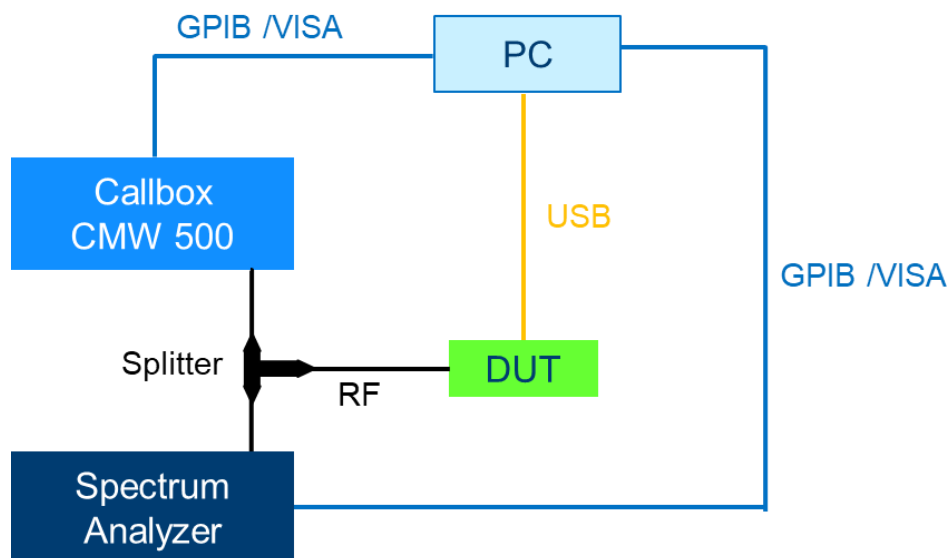 GPIB /VISA
PC
Callbox
CMW 500
USB
GPIB /VISA
Splitter
RF
DUT
Spectrum
Analyzer